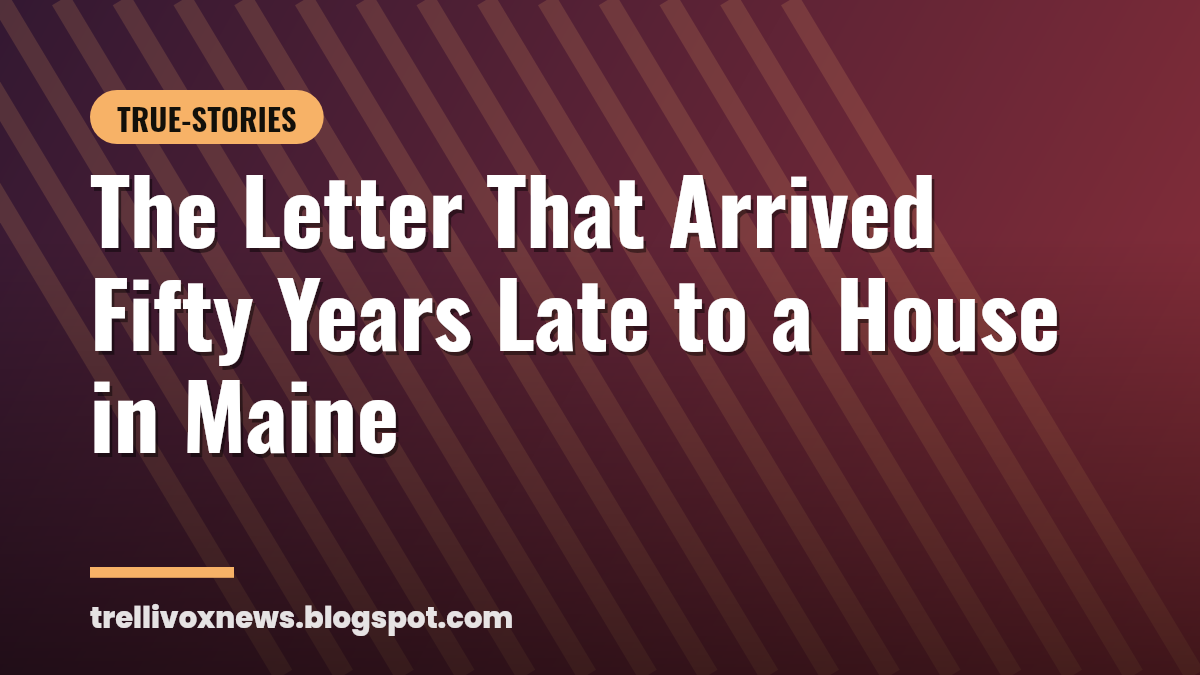 TRUE-STORIES
The Letter That Arrived
Fifty Years Late to a House
in Maine
trellivoxnews.blogspot.com